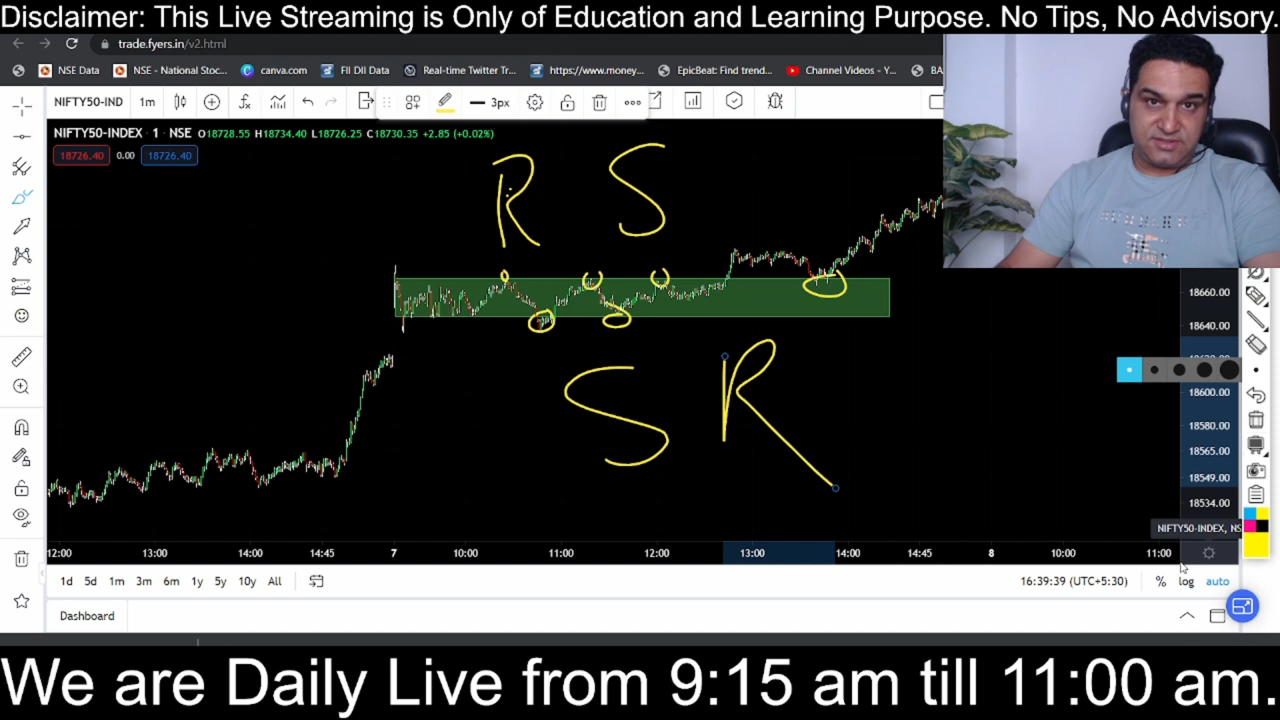 Disclaimer: This Live Streaming is Only of Education and Learning Purpose. No Tips, No Advisory.
trade.fyers.in/v2.html
NSE Data NSE - National Stoc... canva.com FII DII Data Real-time Twitter Tr... https://www.money... EpicBeat: Find trend... Channel Videos - Y... BA
NIFTY50-IND 1m 3px
NIFTY50-INDEX · 1 · NSE O18728.55 H18734.40 L18726.25 C18730.35 +2.85 (+0.02%)
18726.40 0.00 18726.40
R S
18660.00
18640.00
S R
18600.00
18580.00
18565.00
18549.00
18534.00
NIFTY50-INDEX, NS
12:00 13:00 14:00 14:45 7 10:00 11:00 12:00 13:00 14:00 14:45 8 10:00 11:00
1d 5d 1m 3m 6m 1y 5y 10y All 16:39:39 (UTC+5:30) % log auto
Dashboard
We are Daily Live from 9:15 am till 11:00 am.